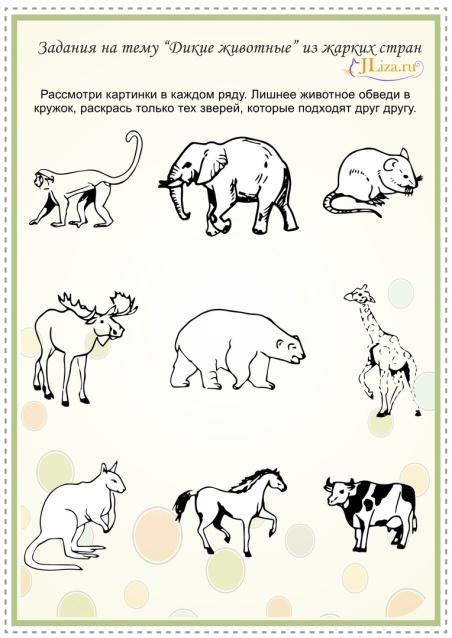 Задания на тему “Дикие животные” из жарких стран
JLiza.ru
Рассмотри картинки в каждом ряду. Лишнее животное обведи в
кружок, раскрась только тех зверей, которые подходят друг другу.